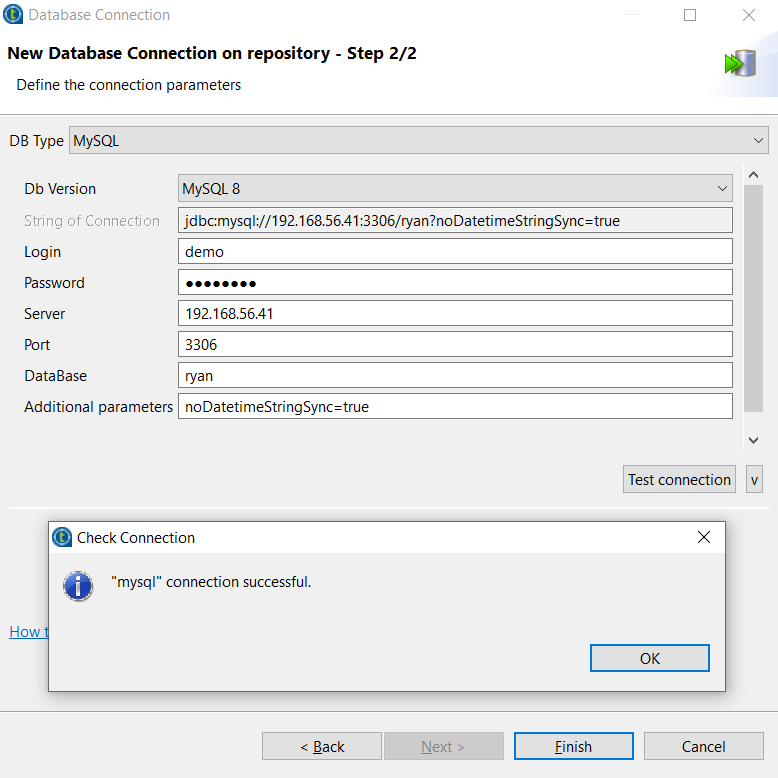 Database Connection
New Database Connection on repository - Step 2/2
Define the connection parameters
DB Type MySQL
Db Version MySQL 8
String of Connection jdbc:mysql://192.168.56.41:3306/ryan?noDatetimeStringSync=true
Login demo
Password ●●●●●●●●
Server 192.168.56.41
Port 3306
DataBase ryan
Additional parameters noDatetimeStringSync=true
Test connection v
Check Connection
"mysql" connection successful.
How t
OK
< Back Next > Finish Cancel